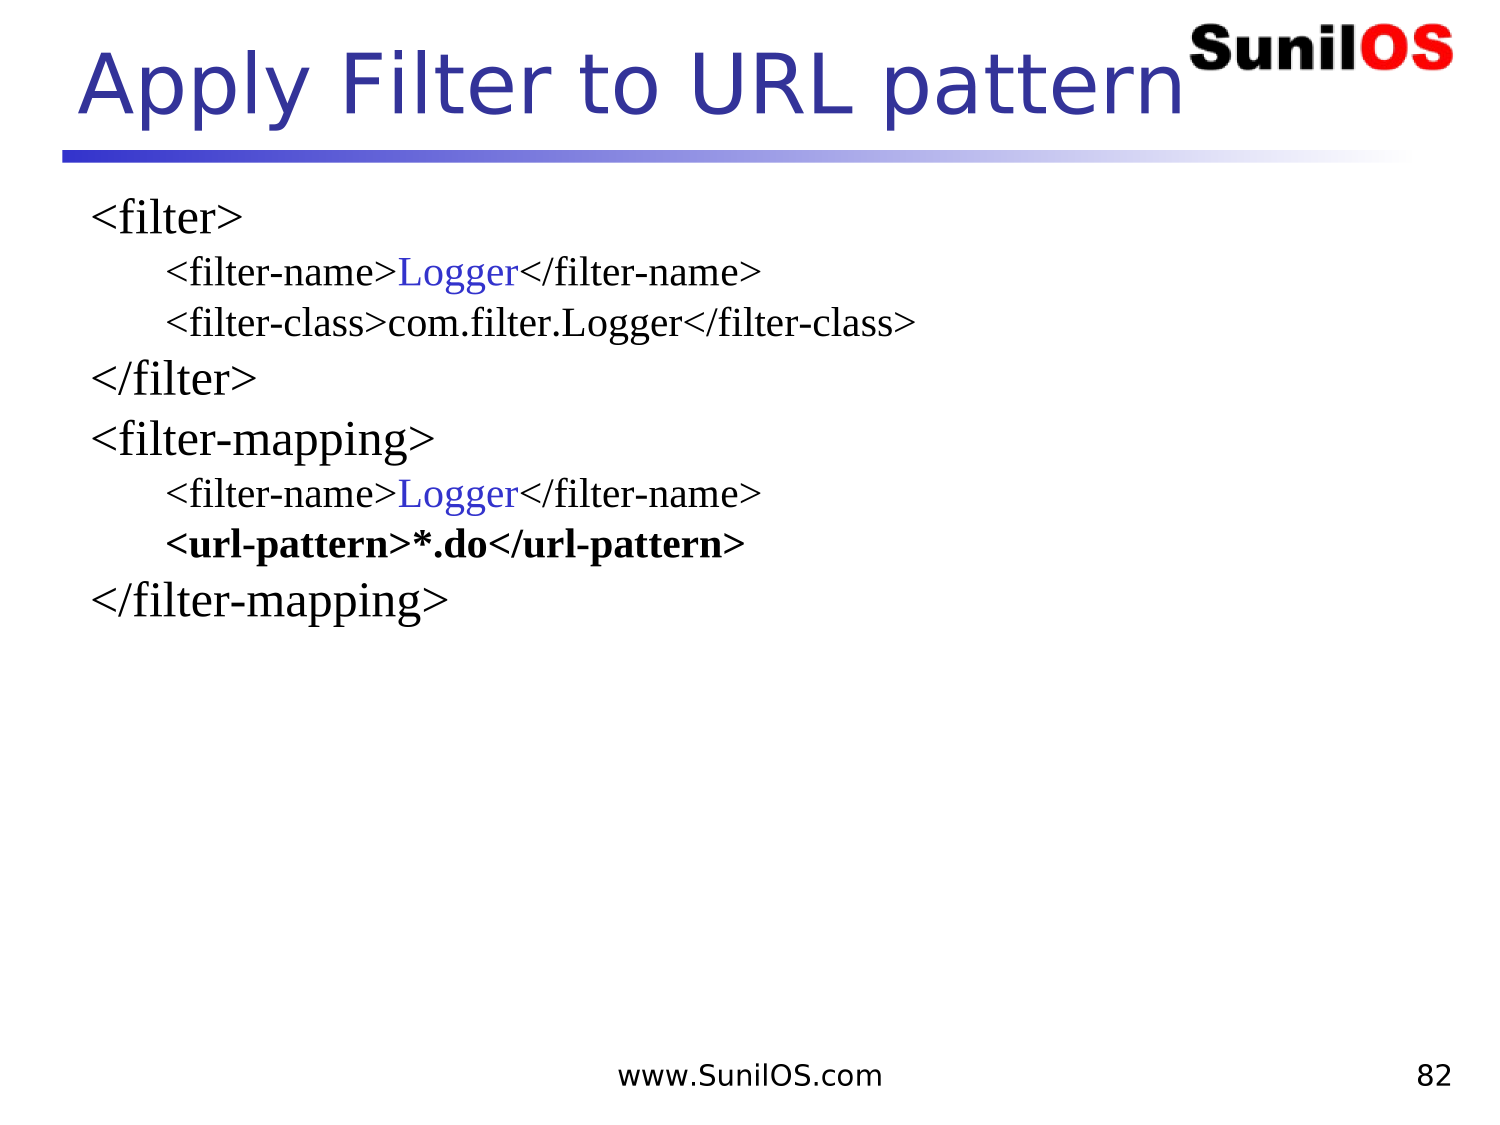 Apply Filter to URL pattern
SunilOS
<filter>
<filter-name>Logger</filter-name>
<filter-class>com.filter.Logger</filter-class>
</filter>
<filter-mapping>
<filter-name>Logger</filter-name>
<url-pattern>*.do</url-pattern>
</filter-mapping>
www.SunilOS.com
82